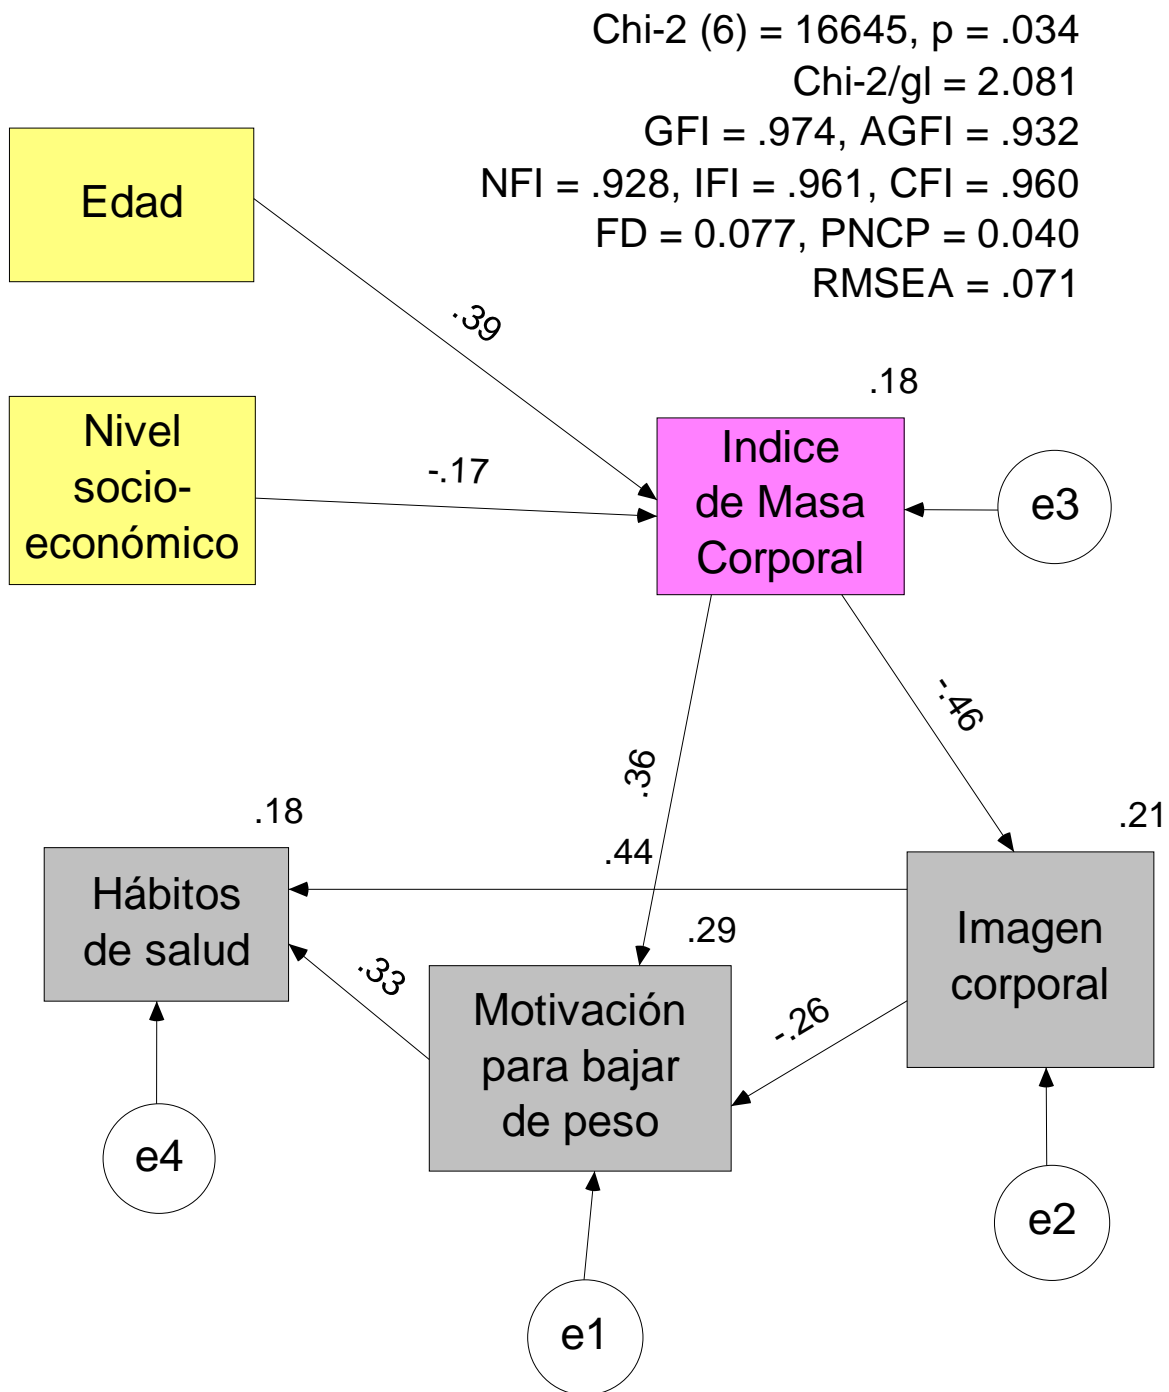 Chi-2 (6) = 16645, p = .034
Chi-2/gl = 2.081
GFI = .974, AGFI = .932
NFI = .928, IFI = .961, CFI = .960
FD = 0.077, PNCP = 0.040
RMSEA = .071
Edad
.39
.18
Nivel
socio-
económico
-.17
Indice
de Masa
Corporal
e3
-.46
.36
.18
.21
.44
Hábitos
de salud
.29
Imagen
corporal
.33
Motivación
para bajar
de peso
-.26
e4
e2
e1